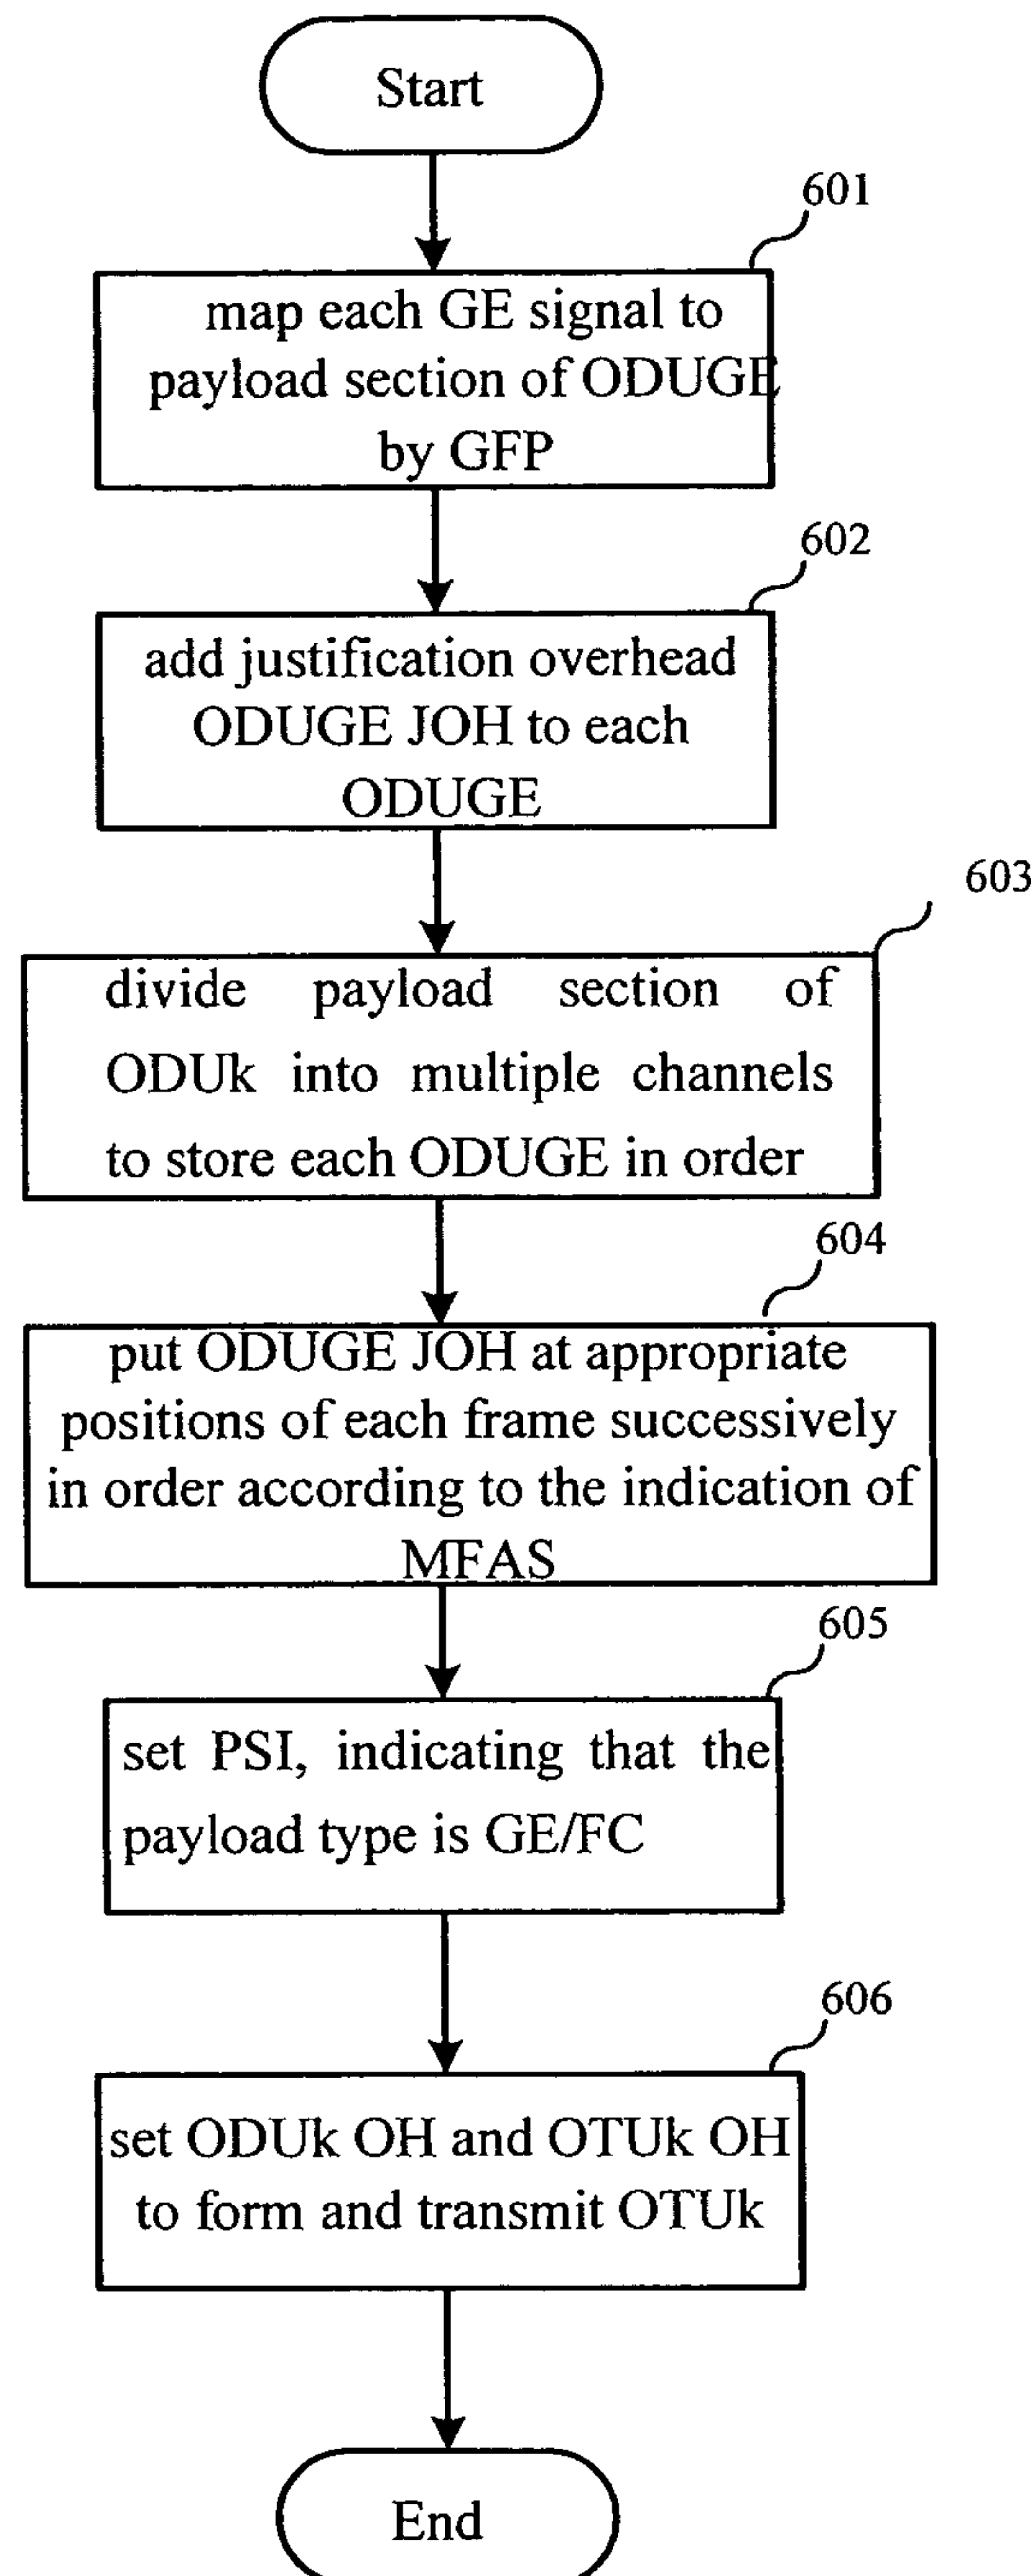 Start
601
map each GE signal to
payload section of ODUGE
by GFP
602
add justification overhead
ODUGE JOH to each
ODUGE
603
divide payload section of
ODUk into multiple channels
to store each ODUGE in order
604
put ODUGE JOH at appropriate
positions of each frame successively
in order according to the indication of
MFAS
605
set PSI, indicating that the
payload type is GE/FC
606
set ODUk OH and OTUk OH
to form and transmit OTUk
End